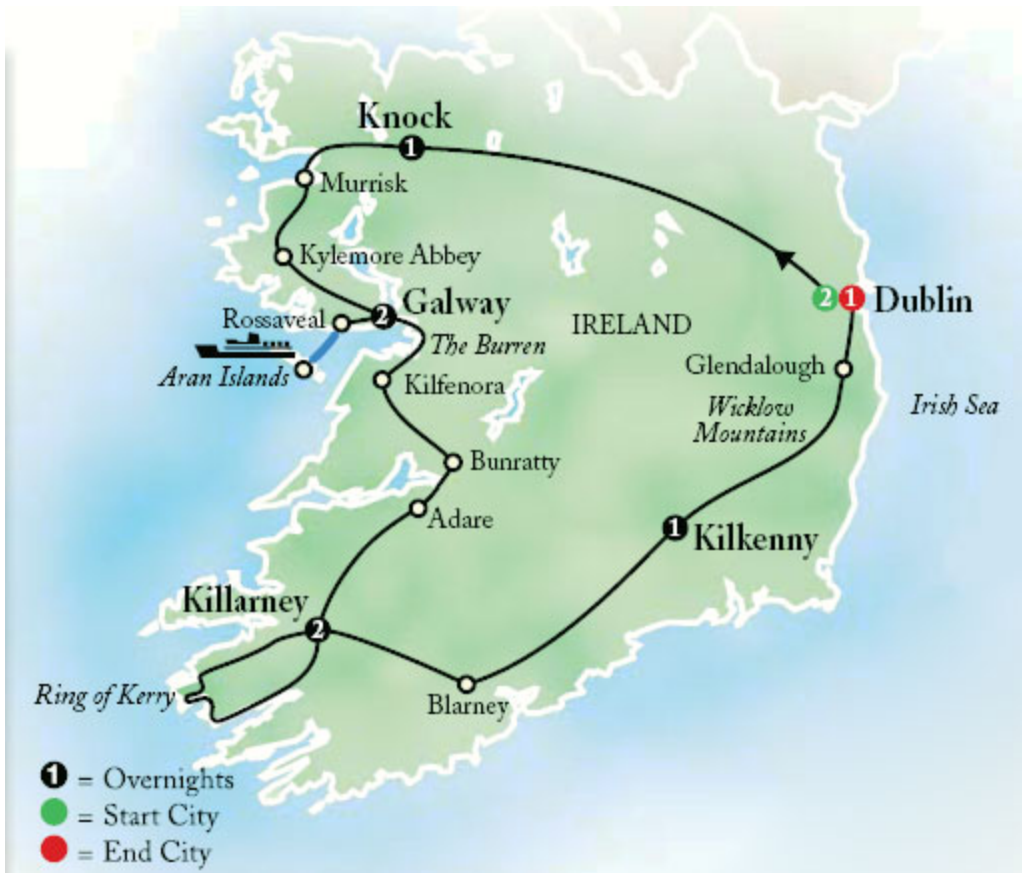 Knock
1
Murrisk
Kylemore Abbey
2 Galway
Rossaveal
The Burren
Aran Islands
Kilfenora
IRELAND
2 1 Dublin
Glendalough
Wicklow
Mountains
Irish Sea
Bunratty
Adare
1 Kilkenny
Killarney
2
Ring of Kerry
Blarney
1 = Overnights
= Start City
= End City